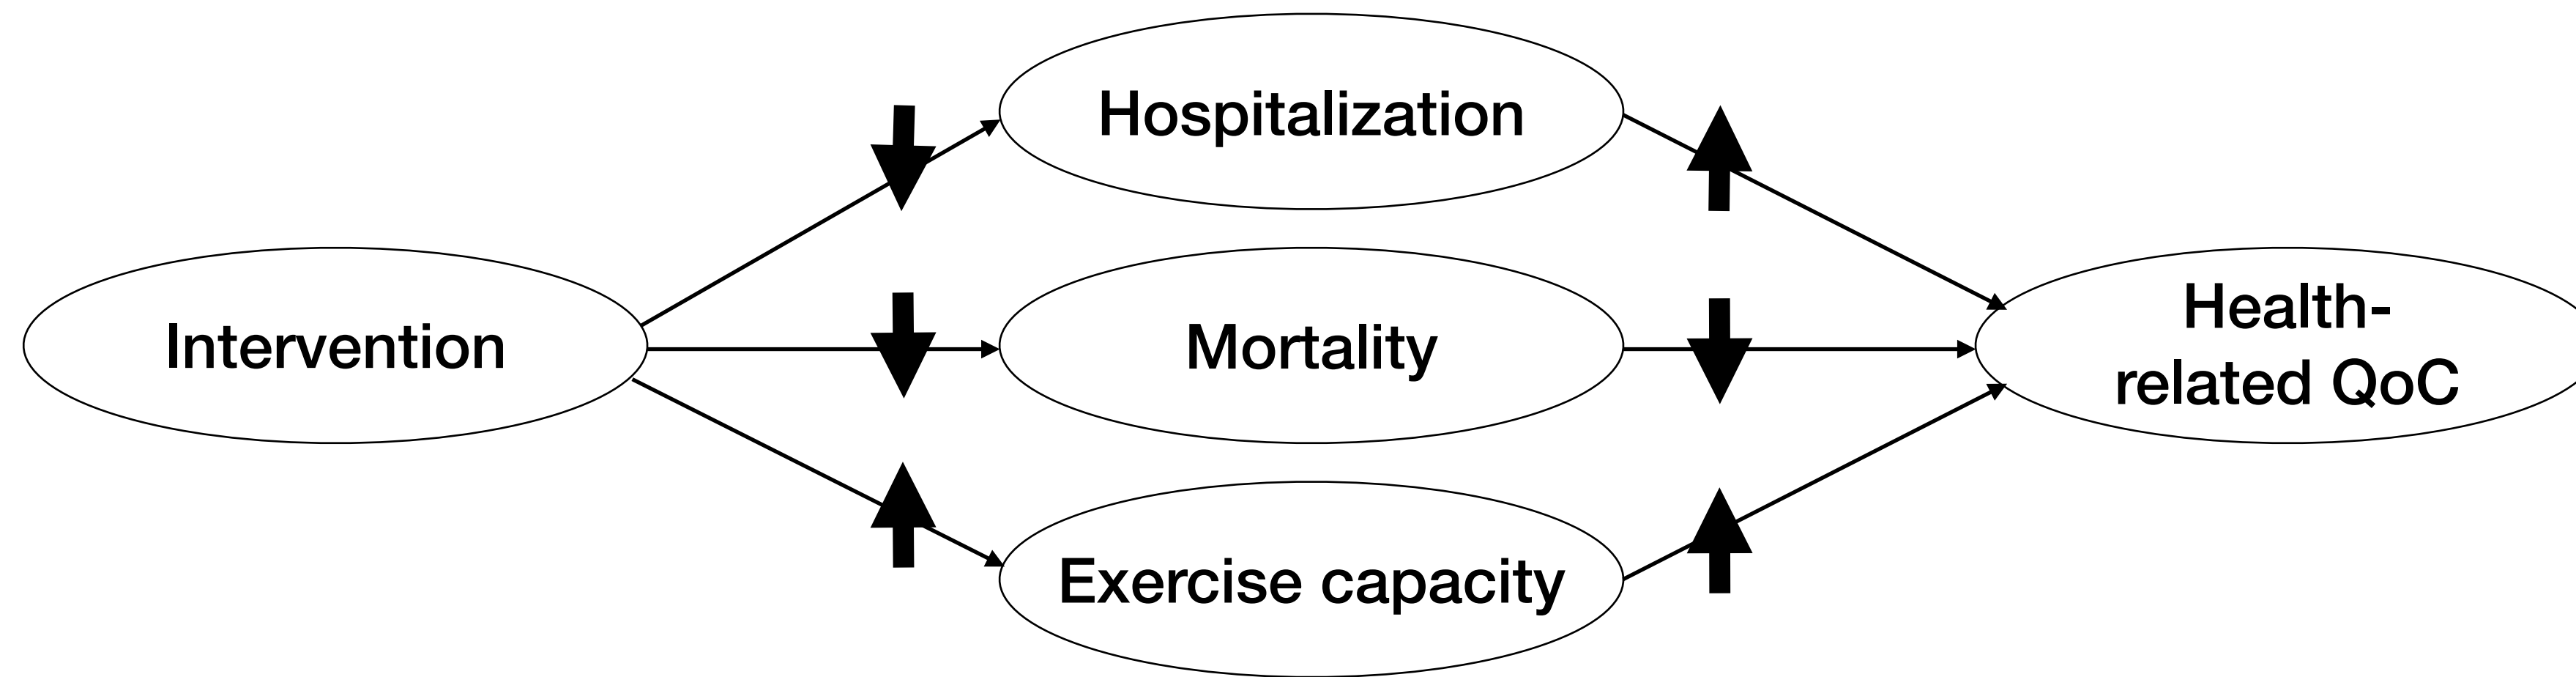 Hospitalization
Intervention
Mortality
Health-
related QoC
Exercise capacity